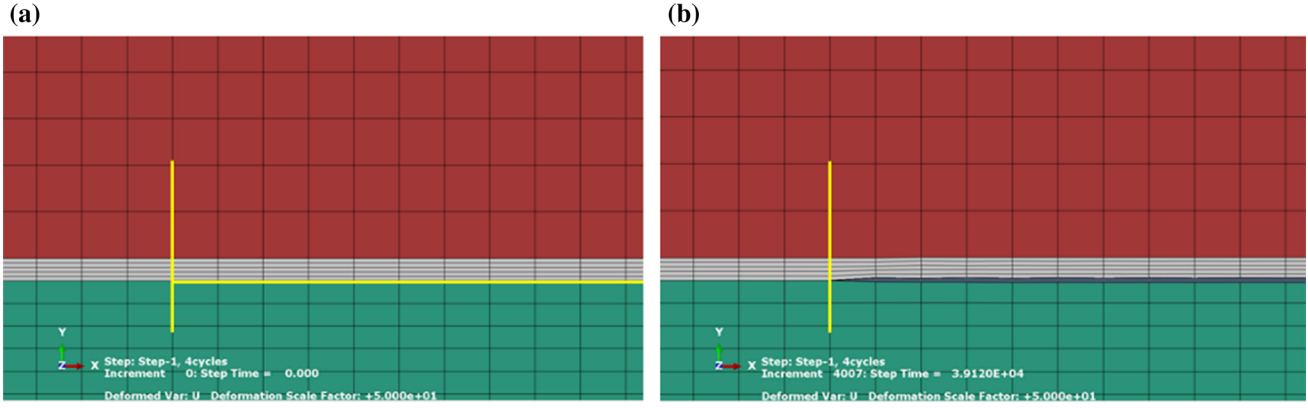 (a)
Y
Z X
Step: Step-1, 4cycles
Increment 0: Step Time = 0.000
Deformed Var: U Deformation Scale Factor: +5.000e+01
(b)
Y
Z X
Step: Step-1, 4cycles
Increment 4007: Step Time = 3.9120E+04
Deformed Var: U Deformation Scale Factor: +5.000e+01